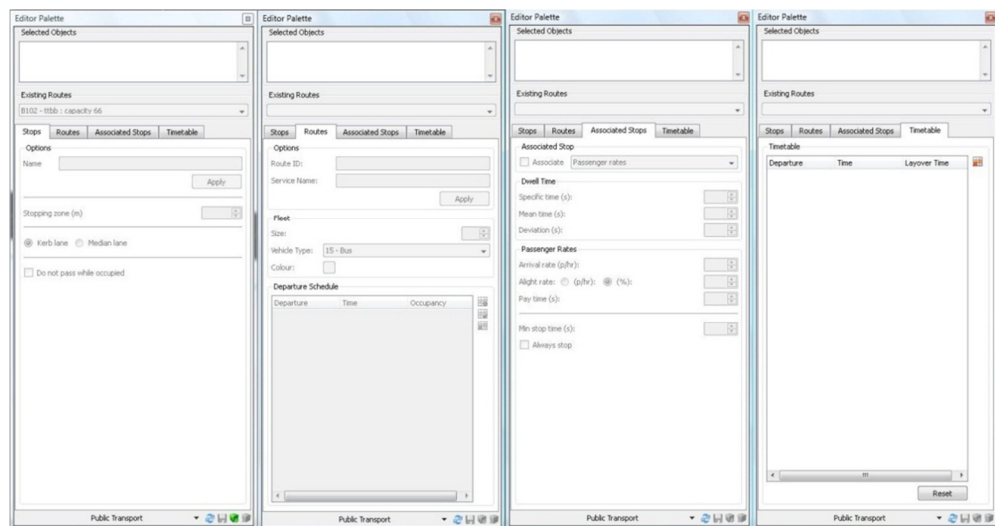 Editor Palette
Selected Objects
Existing Routes
B102 - ttbb : capacity 66
Stops Routes Associated Stops Timetable
Options
Name
Apply
Stopping zone (m)
Kerb lane Median lane
Do not pass while occupied
Public Transport
Editor Palette
Selected Objects
Existing Routes
Stops Routes Associated Stops Timetable
Options
Route ID:
Service Name:
Apply
Fleet
Size:
Vehicle Type: 15 - Bus
Colour:
Departure Schedule
Departure Time Occupancy
Public Transport
Editor Palette
Selected Objects
Existing Routes
Stops Routes Associated Stops Timetable
Associated Stop
Associate Passenger rates
Dwell Time
Specific time (s):
Mean time (s):
Deviation (s):
Passenger Rates
Arrival rate (p/hr):
Alight rate: (p/hr): (%):
Pay time (s):
Min stop time (s):
Always stop
Public Transport
Editor Palette
Selected Objects
Existing Routes
Stops Routes Associated Stops Timetable
Timetable
Departure Time Layover Time
Reset
Public Transport